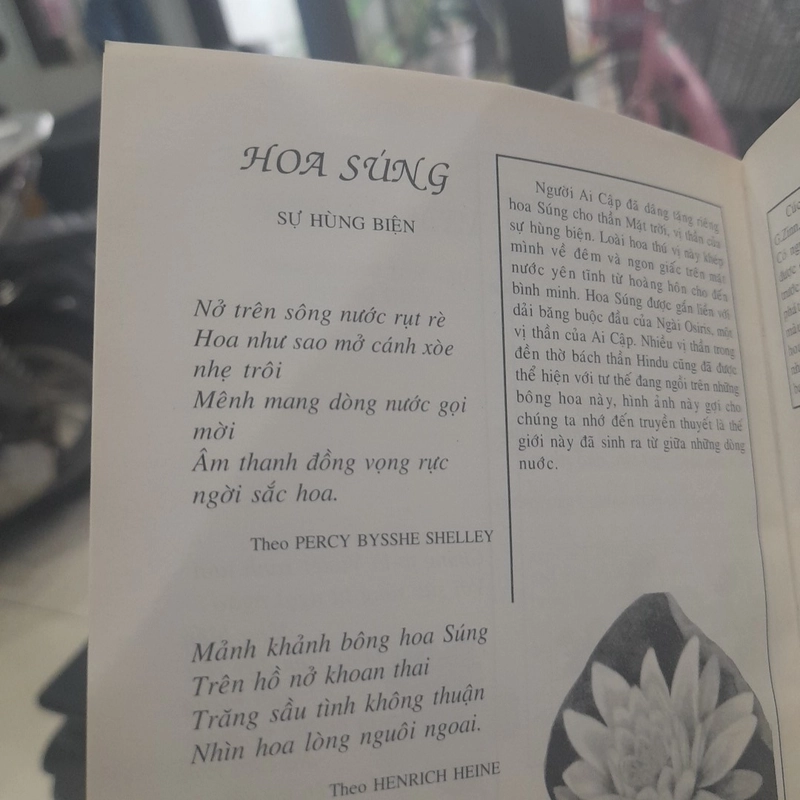 HOA SÚNG
SỰ HÙNG BIỆN
Nở trên sông nước rụt rè
Hoa như sao mở cánh xòe
nhẹ trôi
Mênh mang dòng nước gọi
mời
Âm thanh đồng vọng rực
ngời sắc hoa.
Theo PERCY BYSSHE SHELLEY
Mảnh khảnh bông hoa Súng
Trên hồ nở khoan thai
Trăng sầu tình không thuận
Nhìn hoa lòng nguôi ngoai.
Theo HENRICH HEINE
Người Ai Cập đã dâng tặng riêng
hoa Súng cho thần Mặt trời, vị thần của
sự hùng biện. Loài hoa thú vị này khép
mình về đêm và ngon giấc trên mặt
nước yên tĩnh từ hoàng hôn cho đến
bình minh. Hoa Súng được gắn liền với
dải băng buộc đầu của Ngài Osiris, một
vị thần của Ai Cập. Nhiều vị thần trong
đền thờ bách thần Hindu cũng đã được
thể hiện với tư thế đang ngồi trên những
bông hoa này, hình ảnh này gợi cho
chúng ta nhớ đến truyền thuyết là thế
giới này đã sinh ra từ giữa những dòng
nước.